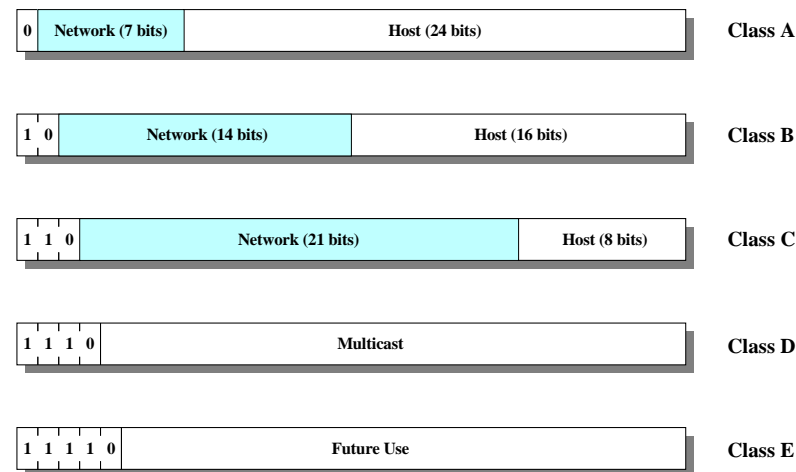 0 Network (7 bits) Host (24 bits) Class A
1 0 Network (14 bits) Host (16 bits) Class B
1 1 0 Network (21 bits) Host (8 bits) Class C
1 1 1 0 Multicast Class D
1 1 1 1 0 Future Use Class E